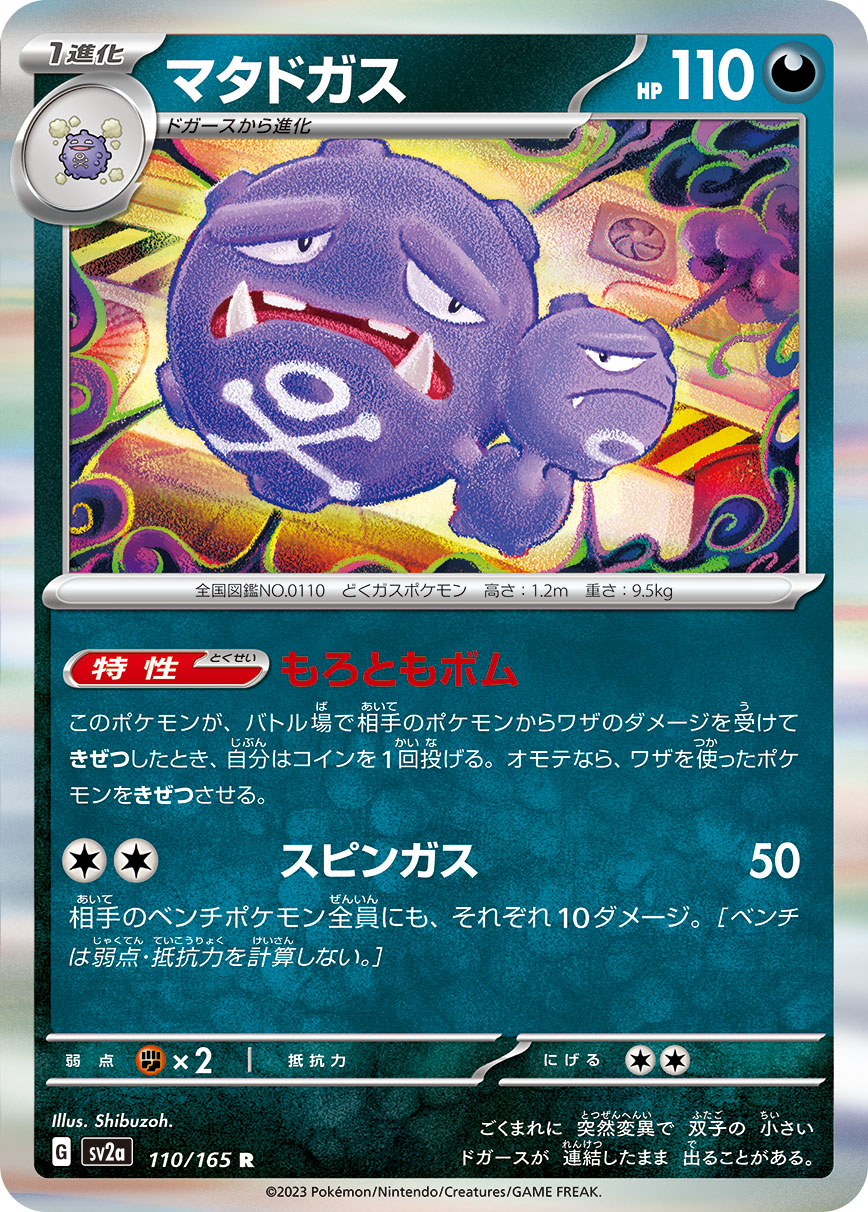 1進化
マタドガス
HP 110
ドガースから進化
全国図鑑NO.0110 どくガスポケモン 高さ:1.2m 重さ:9.5kg
特性 とくせい もろともボム
このポケモンが、バトル場で相手のポケモンからワザのダメージを受けて
きぜつしたとき、自分はコインを1回投げる。オモテなら、ワザを使ったポケ
モンをきぜつさせる。
スピンガス 50
相手のベンチポケモン全員にも、それぞれ10ダメージ。[ベンチ
は弱点・抵抗力を計算しない。]
弱点 ×2 抵抗力 にげる
Illus. Shibuzoh.
G sv2a 110/165 R
ごくまれに 突然変異で 双子の 小さい
ドガースが 連結したまま 出ることがある。
©2023 Pokémon/Nintendo/Creatures/GAME FREAK.